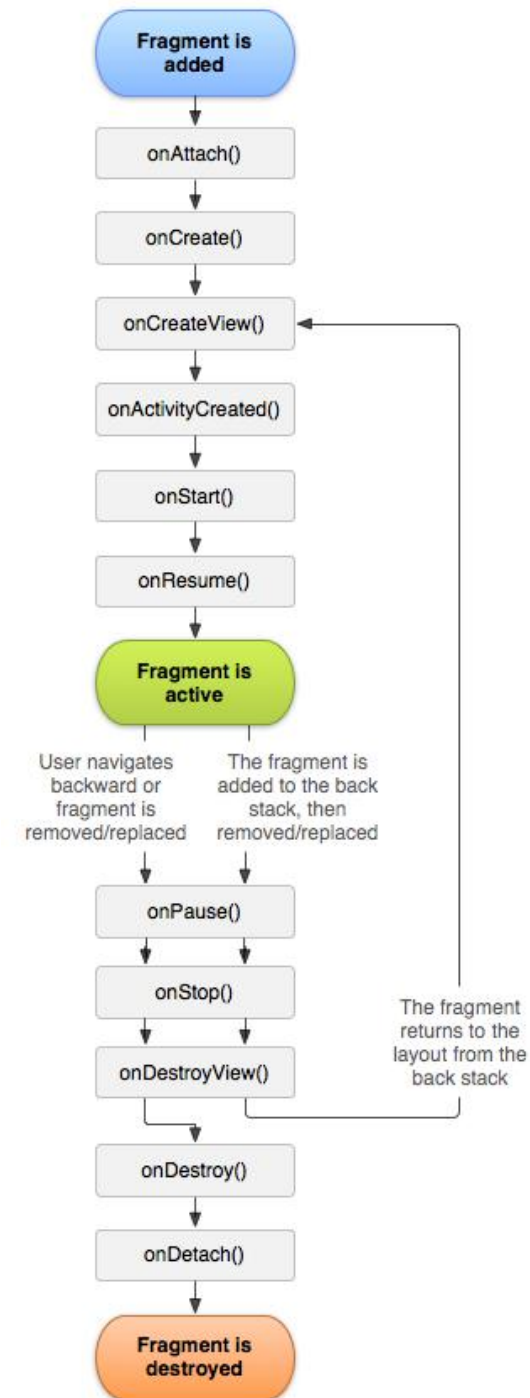 Fragment is
added
onAttach()
onCreate()
onCreateView()
onActivityCreated()
onStart()
onResume()
Fragment is
active
User navigates
backward or
fragment is
removed/replaced
The fragment is
added to the back
stack, then
removed/replaced
onPause()
onStop()
onDestroyView()
The fragment
returns to the
layout from the
back stack
onDestroy()
onDetach()
Fragment is
destroyed